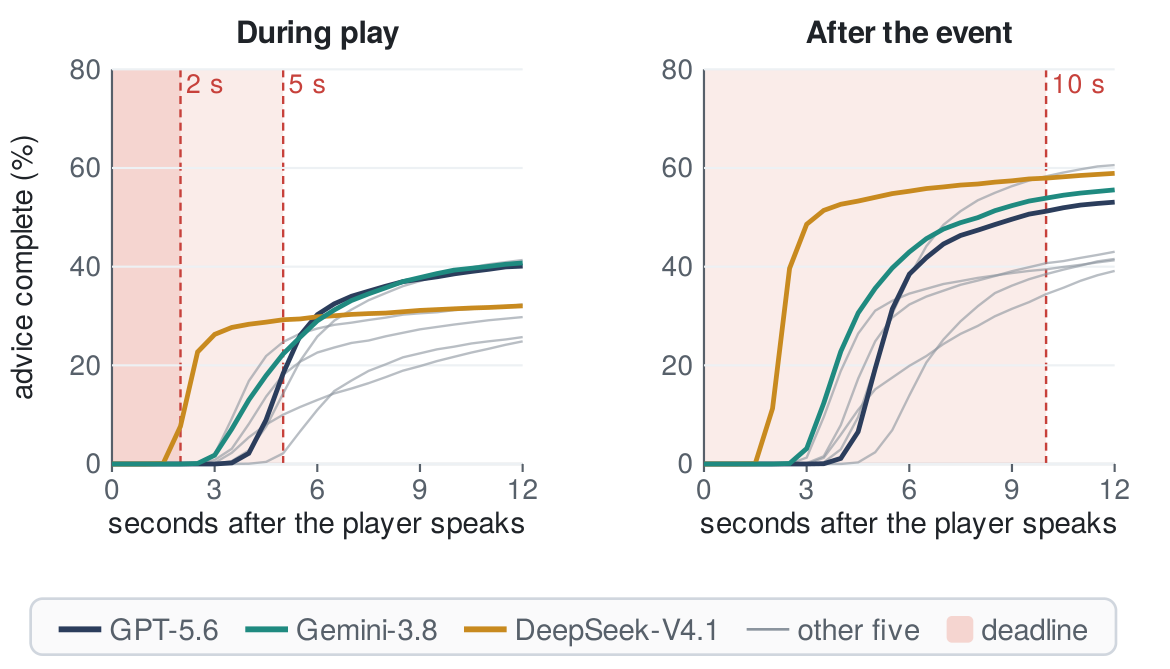 During play
After the event
advice complete (%)
80
60
40
20
0
2 s
5 s
0 3 6 9 12
seconds after the player speaks
80
60
40
20
0
10 s
0 3 6 9 12
seconds after the player speaks
GPT-5.6 Gemini-3.8 DeepSeek-V4.1 other five deadline